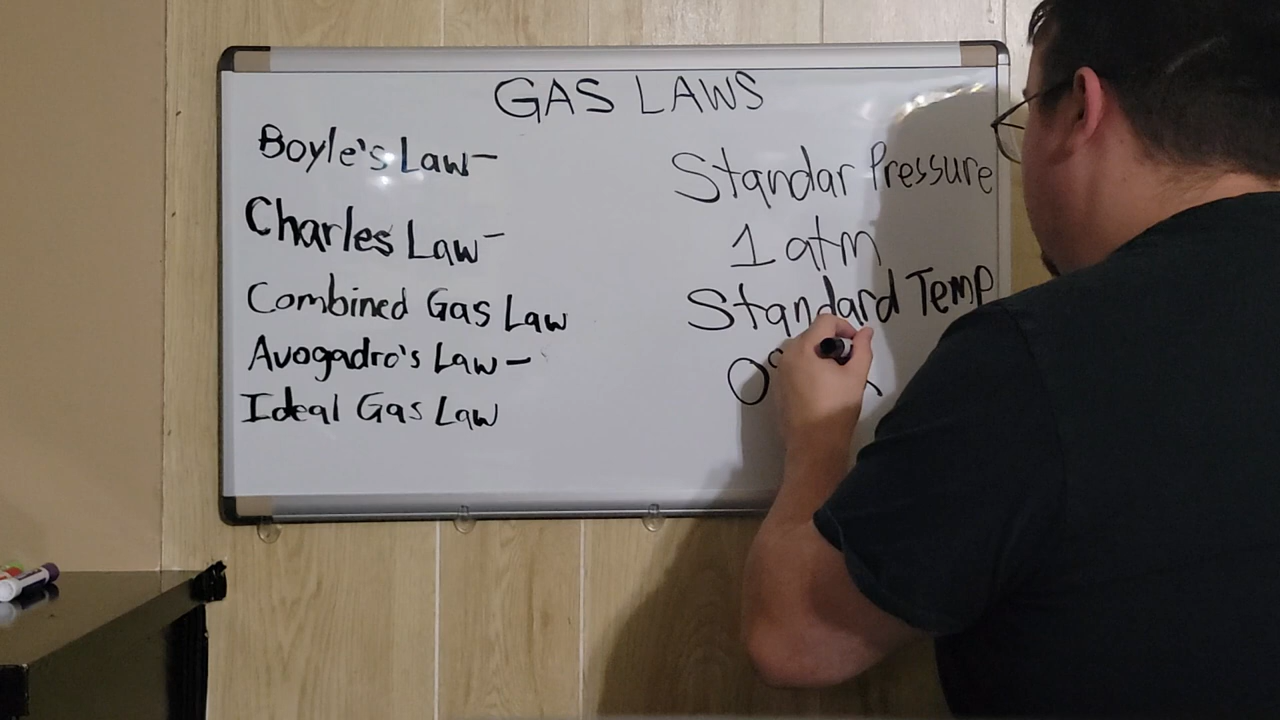 GAS LAWS
Boyle's Law-
Charles Law-
Combined Gas Law
Avogadro's Law-
Ideal Gas Law
Standar Pressure
1 atm
Standard Temp
0°